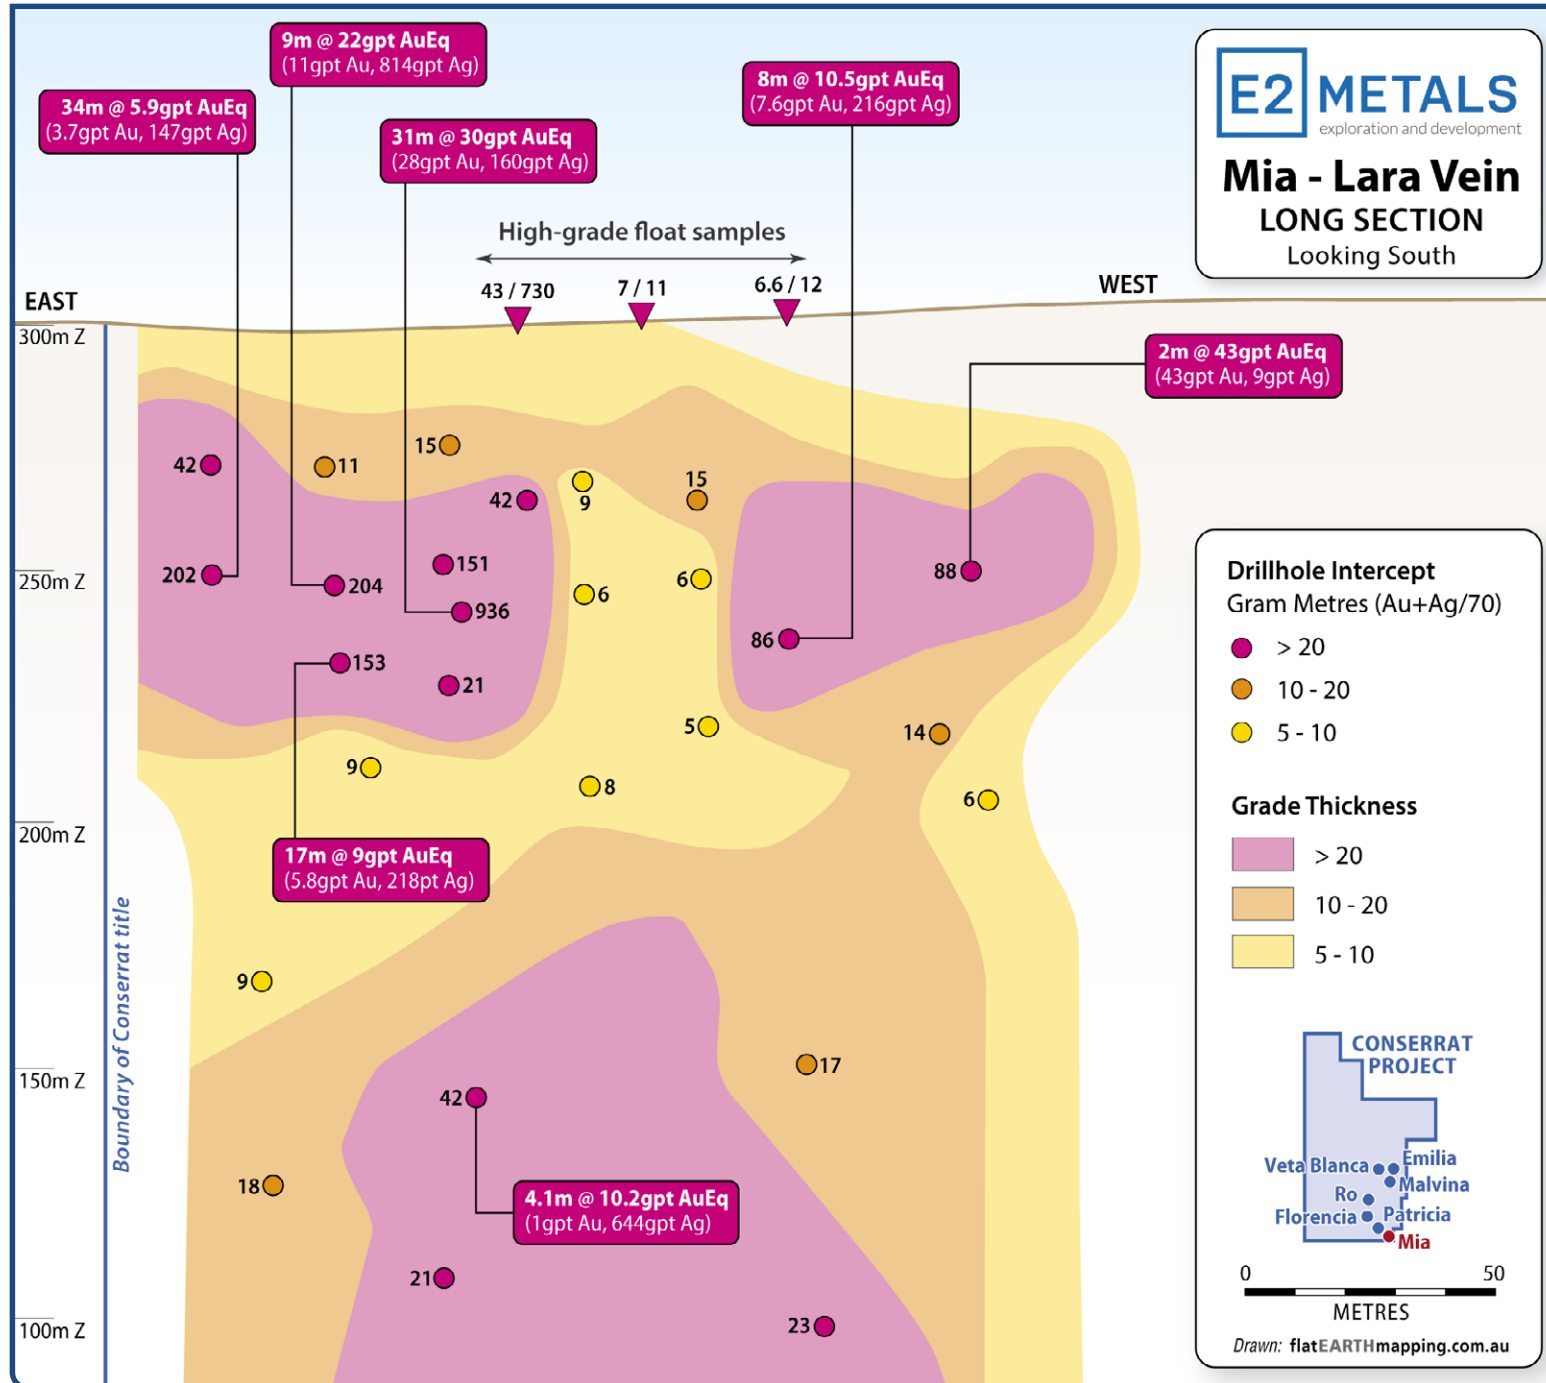 9m @ 22gpt AuEq
(11gpt Au, 814gpt Ag)
34m @ 5.9gpt AuEq
(3.7gpt Au, 147gpt Ag)
31m @ 30gpt AuEq
(28gpt Au, 160gpt Ag)
8m @ 10.5gpt AuEq
(7.6gpt Au, 216gpt Ag)
E2 METALS
exploration and development
Mia - Lara Vein
LONG SECTION
Looking South
High-grade float samples
43 / 730
7 / 11
6.6 / 12
EAST
WEST
300m Z
2m @ 43gpt AuEq
(43gpt Au, 9gpt Ag)
42
11
15
42
9
15
250m Z
202
204
151
936
6
6
88
86
153
21
5
14
9
8
6
200m Z
17m @ 9gpt AuEq
(5.8gpt Au, 218pt Ag)
Boundary of Conserrat title
9
150m Z
17
42
18
4.1m @ 10.2gpt AuEq
(1gpt Au, 644gpt Ag)
21
23
100m Z
Drillhole Intercept
Gram Metres (Au+Ag/70)
> 20
10 - 20
5 - 10
Grade Thickness
> 20
10 - 20
5 - 10
CONSERRAT
PROJECT
Veta Blanca
Emilia
Malvina
Ro
Florencia
Patricia
Mia
0 50
METRES
Drawn: flatEARTHmapping.com.au